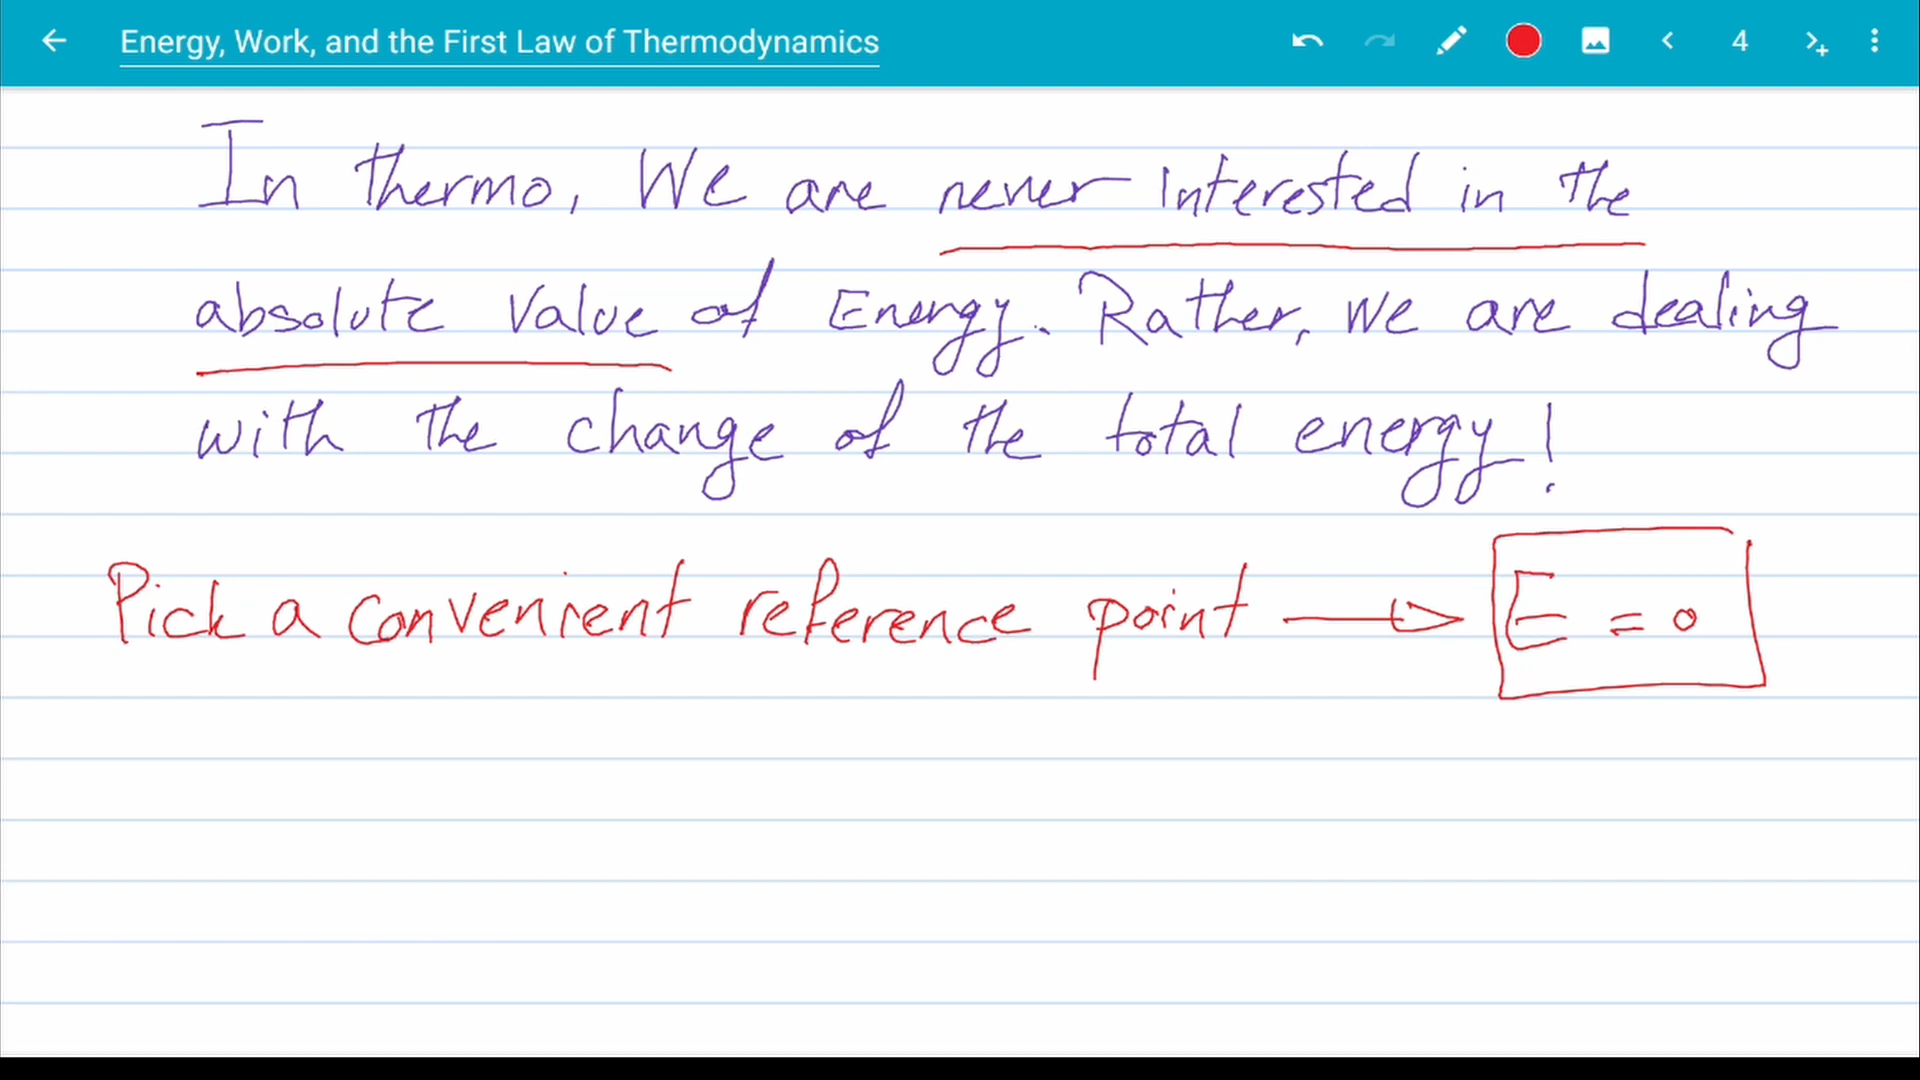 Energy, Work, and the First Law of Thermodynamics 4
In thermo, We are never interested in the
absolute value of Energy. Rather, we are dealing
with the change of the total energy!
Pick a convenient reference point → E = 0